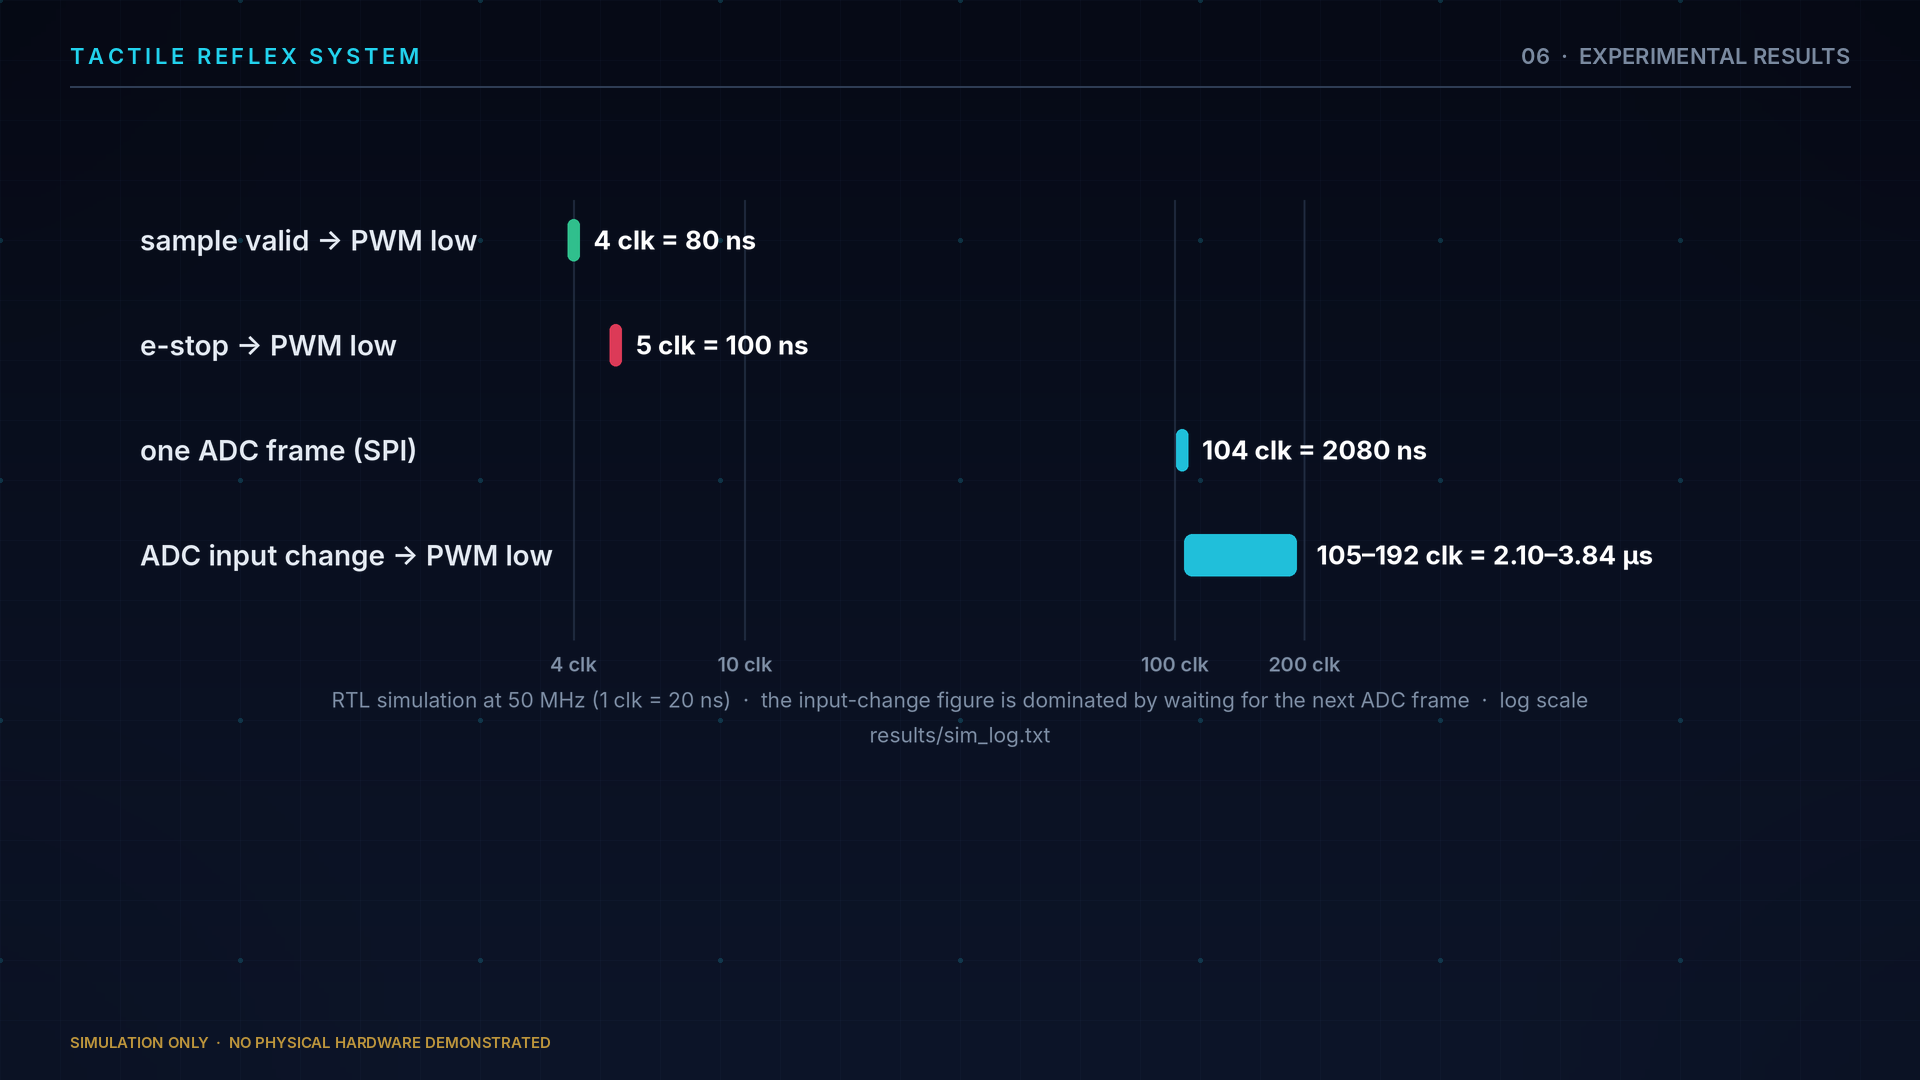 TACTILE REFLEX SYSTEM
06 · EXPERIMENTAL RESULTS
sample valid → PWM low
4 clk = 80 ns
e-stop → PWM low
5 clk = 100 ns
one ADC frame (SPI)
104 clk = 2080 ns
ADC input change → PWM low
105–192 clk = 2.10–3.84 µs
4 clk
10 clk
100 clk
200 clk
RTL simulation at 50 MHz (1 clk = 20 ns) · the input-change figure is dominated by waiting for the next ADC frame · log scale
results/sim_log.txt
SIMULATION ONLY · NO PHYSICAL HARDWARE DEMONSTRATED